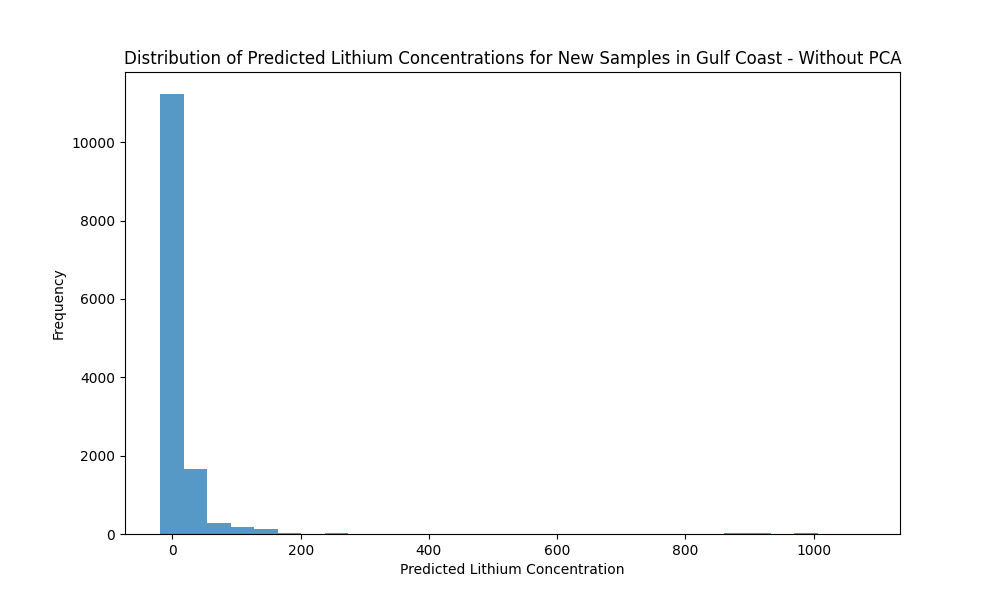 Distribution of Predicted Lithium Concentrations for New Samples in Gulf Coast - Without PCA
10000
8000
6000
4000
2000
0
Frequency
0 200 400 600 800 1000
Predicted Lithium Concentration